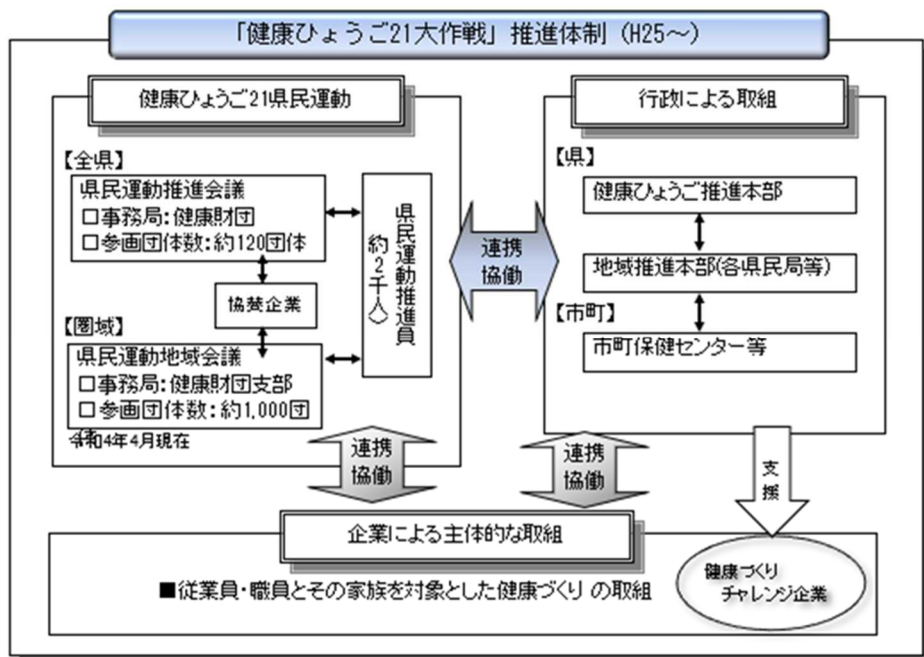 「健康ひょうご21大作戦」推進体制（H25～）
健康ひょうご21県民運動
【全県】
県民運動推進会議
□事務局:健康財団
□参画団体数:約120団体
県民運動推進員
（約2千人）
協賛企業
【圏域】
県民運動地域会議
□事務局:健康財団支部
□参画団体数:約1,000団
体
令和4年4月現在
連携
協働
行政による取組
【県】
健康ひょうご推進本部
地域推進本部(各県民局等)
【市町】
市町保健センター等
連携
協働
連携
協働
支援
企業による主体的な取組
■従業員・職員とその家族を対象とした健康づくり の取組
健康づくり
チャレンジ企業